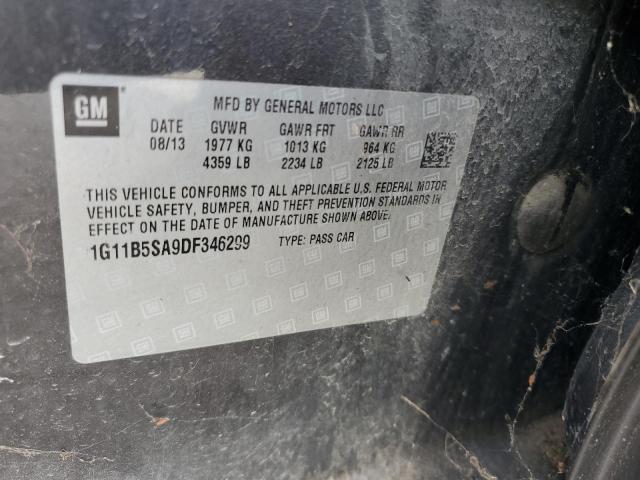 GM
MFD BY GENERAL MOTORS LLC
DATE GVWR GAWR FRT GAWR RR
08/13 1977 KG 1013 KG 964 KG
4359 LB 2234 LB 2125 LB
THIS VEHICLE CONFORMS TO ALL APPLICABLE U.S. FEDERAL MOTOR
VEHICLE SAFETY, BUMPER, AND THEFT PREVENTION STANDARDS IN
EFFECT ON THE DATE OF MANUFACTURE SHOWN ABOVE.
1G11B5SA9DF346299 TYPE: PASS CAR